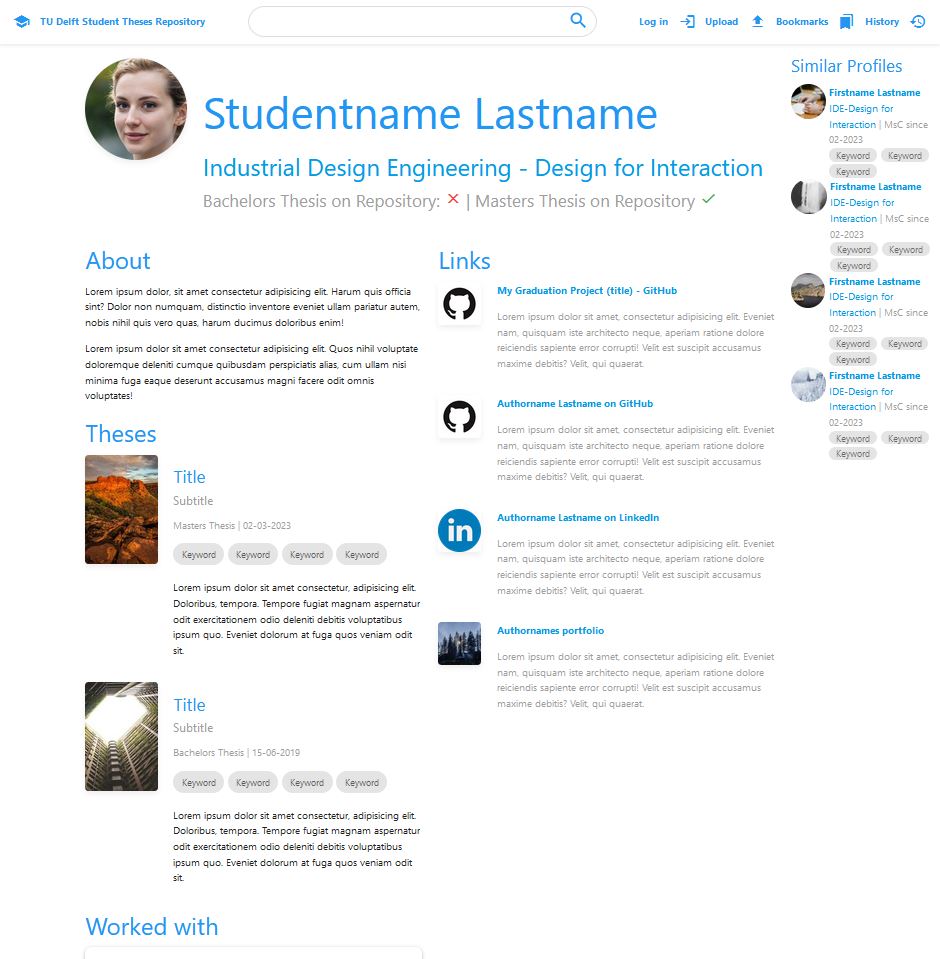 TU Delft Student Theses Repository
Log in
Upload
Bookmarks
History
Studentname Lastname
Industrial Design Engineering - Design for Interaction
Bachelors Thesis on Repository: ✕ | Masters Thesis on Repository ✓
About
Lorem ipsum dolor, sit amet consectetur adipisicing elit. Harum quis officia
sint? Dolor non numquam, distinctio inventore eveniet ullam pariatur autem,
nobis nihil quis vero quas, harum ducimus doloribus enim!
Lorem ipsum dolor sit amet consectetur adipisicing elit. Quos nihil voluptate
doloremque deleniti cumque quibusdam perspiciatis alias, cum ullam nisi
minima fuga eaque deserunt accusamus magni facere odit omnis
voluptates!
Theses
Title
Subtitle
Masters Thesis | 02-03-2023
Keyword Keyword Keyword Keyword
Lorem ipsum dolor sit amet consectetur, adipisicing elit.
Doloribus, tempora. Tempore fugiat magnam aspernatur
odit exercitationem odio deleniti debitis voluptatum
ipsum quo. Eveniet dolorum at fuga quos veniam odit
sit.
Title
Subtitle
Bachelors Thesis | 15-06-2019
Keyword Keyword Keyword Keyword
Lorem ipsum dolor sit amet consectetur, adipisicing elit.
Doloribus, tempora. Tempore fugiat magnam aspernatur
odit exercitationem odio deleniti debitis voluptatum
ipsum quo. Eveniet dolorum at fuga quos veniam odit
sit.
Worked with
Links
My Graduation Project (title) - GitHub
Lorem ipsum dolor sit amet, consectetur adipisicing elit. Eveniet
nam, quisquam iste architecto neque, aperiam ratione dolore
reiciendis sapiente error corrupti! Velit est suscipit accusamus
maxime debitis? Velit, qui quaerat.
Authorname Lastname on GitHub
Lorem ipsum dolor sit amet, consectetur adipisicing elit. Eveniet
nam, quisquam iste architecto neque, aperiam ratione dolore
reiciendis sapiente error corrupti! Velit est suscipit accusamus
maxime debitis? Velit, qui quaerat.
in
Authorname Lastname on LinkedIn
Lorem ipsum dolor sit amet, consectetur adipisicing elit. Eveniet
nam, quisquam iste architecto neque, aperiam ratione dolore
reiciendis sapiente error corrupti! Velit est suscipit accusamus
maxime debitis? Velit, qui quaerat.
Authornames portfolio
Lorem ipsum dolor sit amet, consectetur adipisicing elit. Eveniet
nam, quisquam iste architecto neque, aperiam ratione dolore
reiciendis sapiente error corrupti! Velit est suscipit accusamus
maxime debitis? Velit, qui quaerat.
Similar Profiles
Firstname Lastname
IDE-Design for
Interaction | MsC since
02-2023
Keyword Keyword
Keyword
Firstname Lastname
IDE-Design for
Interaction | MsC since
02-2023
Keyword Keyword
Keyword
Firstname Lastname
IDE-Design for
Interaction | MsC since
02-2023
Keyword Keyword
Keyword
Firstname Lastname
IDE-Design for
Interaction | MsC since
02-2023
Keyword Keyword
Keyword